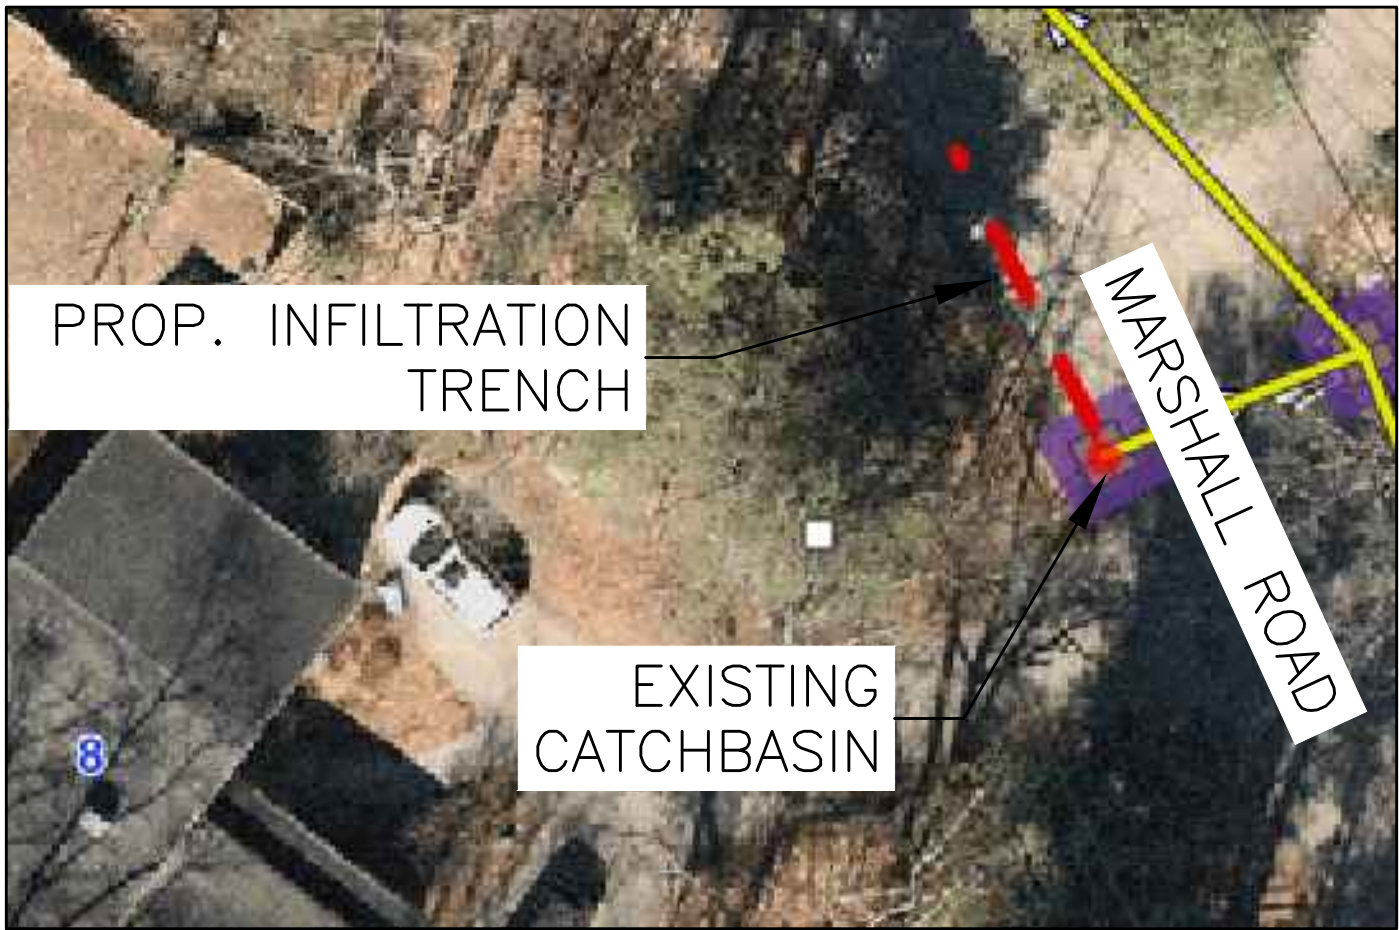 PROP. INFILTRATION
TRENCH
MARSHALL ROAD
EXISTING
CATCHBASIN
8